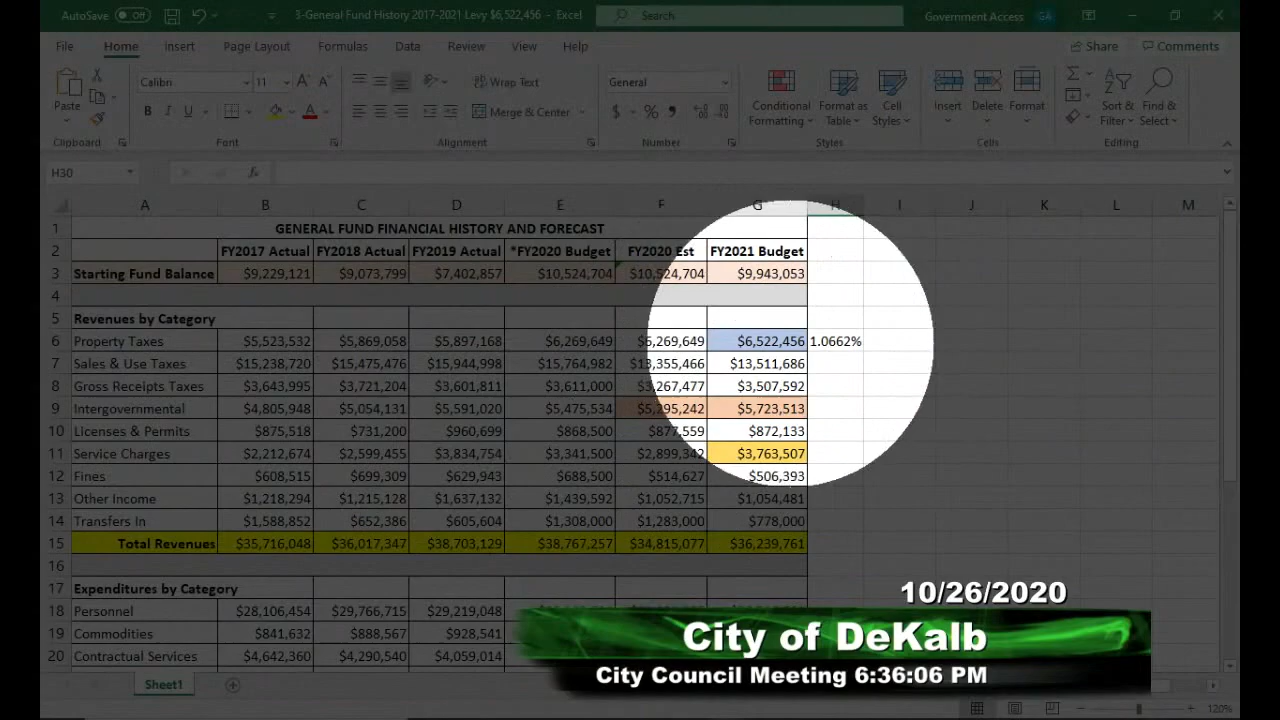 AutoSave Off 3-General Fund History 2017-2021 Levy $6,522,456 - Excel Search Government Access GA
File Home Insert Page Layout Formulas Data Review View Help Share Comments
Calibri 11 Wrap Text General
Paste Merge & Center $ % Conditional Formatting Format as Table Cell Styles Insert Delete Format Sort & Filter Find & Select
Clipboard Font Alignment Number Styles Cells Editing
H30 fx
A B C D E F G H I J K L M
1 GENERAL FUND FINANCIAL HISTORY AND FORECAST
2 FY2017 Actual FY2018 Actual FY2019 Actual *FY2020 Budget FY2020 Est FY2021 Budget
3 Starting Fund Balance $9,229,121 $9,073,799 $7,402,857 $10,524,704 $10,524,704 $9,943,053
4
5 Revenues by Category
6 Property Taxes $5,523,532 $5,869,058 $5,897,168 $6,269,649 $6,269,649 $6,522,456 1.0662%
7 Sales & Use Taxes $15,238,720 $15,475,476 $15,944,998 $15,764,982 $13,355,466 $13,511,686
8 Gross Receipts Taxes $3,643,995 $3,721,204 $3,601,811 $3,611,000 $3,267,477 $3,507,592
9 Intergovernmental $4,805,948 $5,054,131 $5,591,020 $5,475,534 $5,295,242 $5,723,513
10 Licenses & Permits $875,518 $731,200 $960,699 $868,500 $877,559 $872,133
11 Service Charges $2,212,674 $2,599,455 $3,834,754 $3,341,500 $2,899,342 $3,763,507
12 Fines $608,515 $699,309 $629,943 $688,500 $514,627 $506,393
13 Other Income $1,218,294 $1,215,128 $1,637,132 $1,439,592 $1,052,715 $1,054,481
14 Transfers In $1,588,852 $652,386 $605,604 $1,308,000 $1,283,000 $778,000
15 Total Revenues $35,716,048 $36,017,347 $38,703,129 $38,767,257 $34,815,077 $36,239,761
16
17 Expenditures by Category
18 Personnel $28,106,454 $29,766,715 $29,219,048
19 Commodities $841,632 $888,567 $928,541
20 Contractual Services $4,642,360 $4,290,540 $4,059,014
10/26/2020
City of DeKalb
City Council Meeting 6:36:06 PM
Sheet1
120%